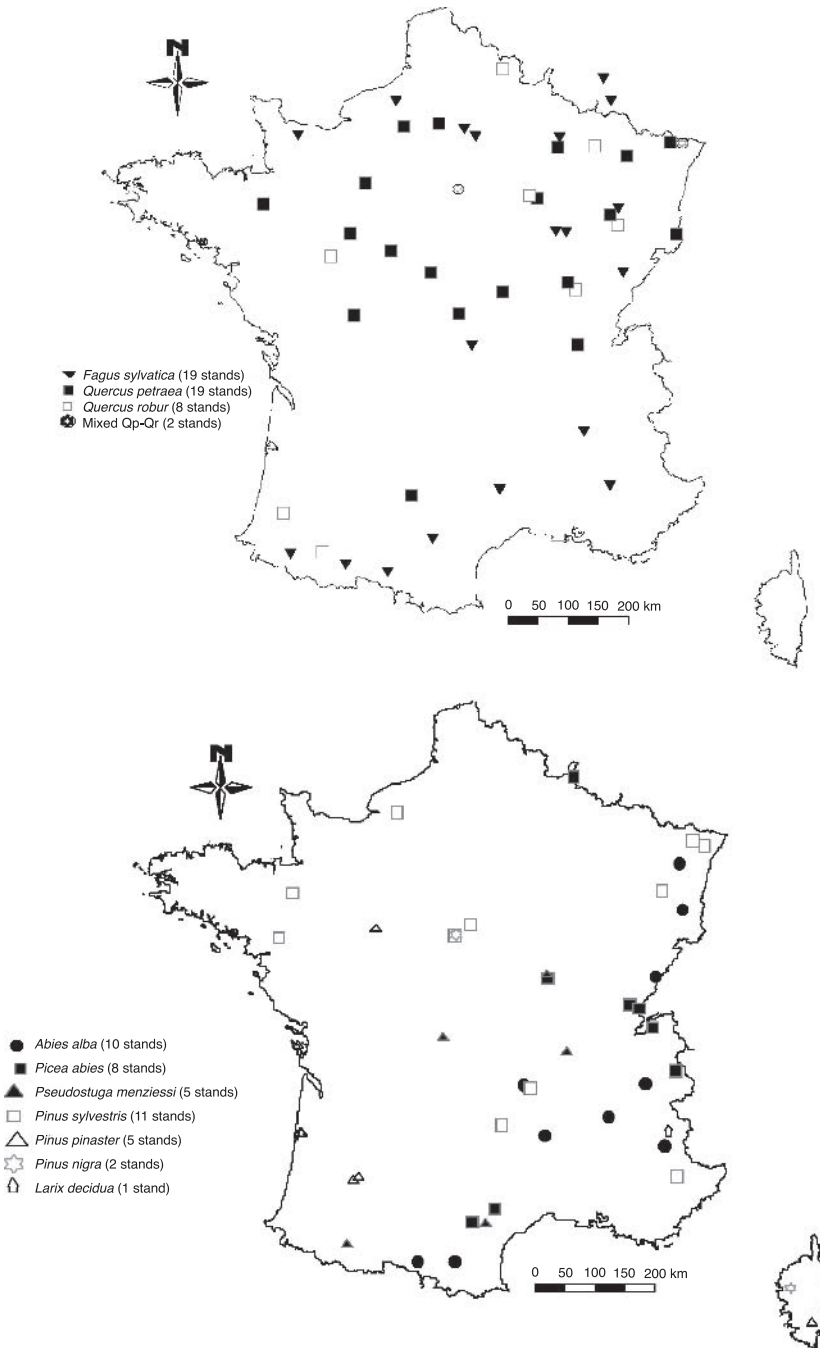 N
Fagus sylvatica (19 stands)
Quercus petraea (19 stands)
Quercus robur (8 stands)
Mixed Qp-Qr (2 stands)
0 50 100 150 200 km
N
Abies alba (10 stands)
Picea abies (8 stands)
Pseudostuga menziessi (5 stands)
Pinus sylvestris (11 stands)
Pinus pinaster (5 stands)
Pinus nigra (2 stands)
Larix decidua (1 stand)
0 50 100 150 200 km